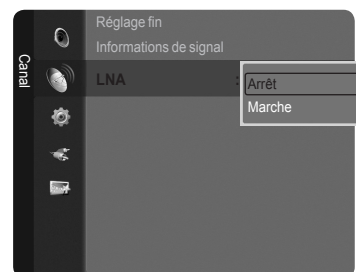 Canal
Réglage fin
Informations de signal
LNA :
Arrêt
Marche